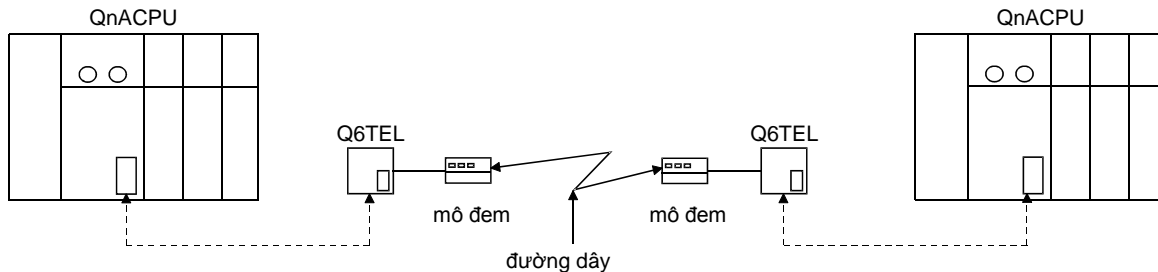 QnACPU
QnACPU
Q6TEL
Q6TEL
mô đem
mô đem
đường dây